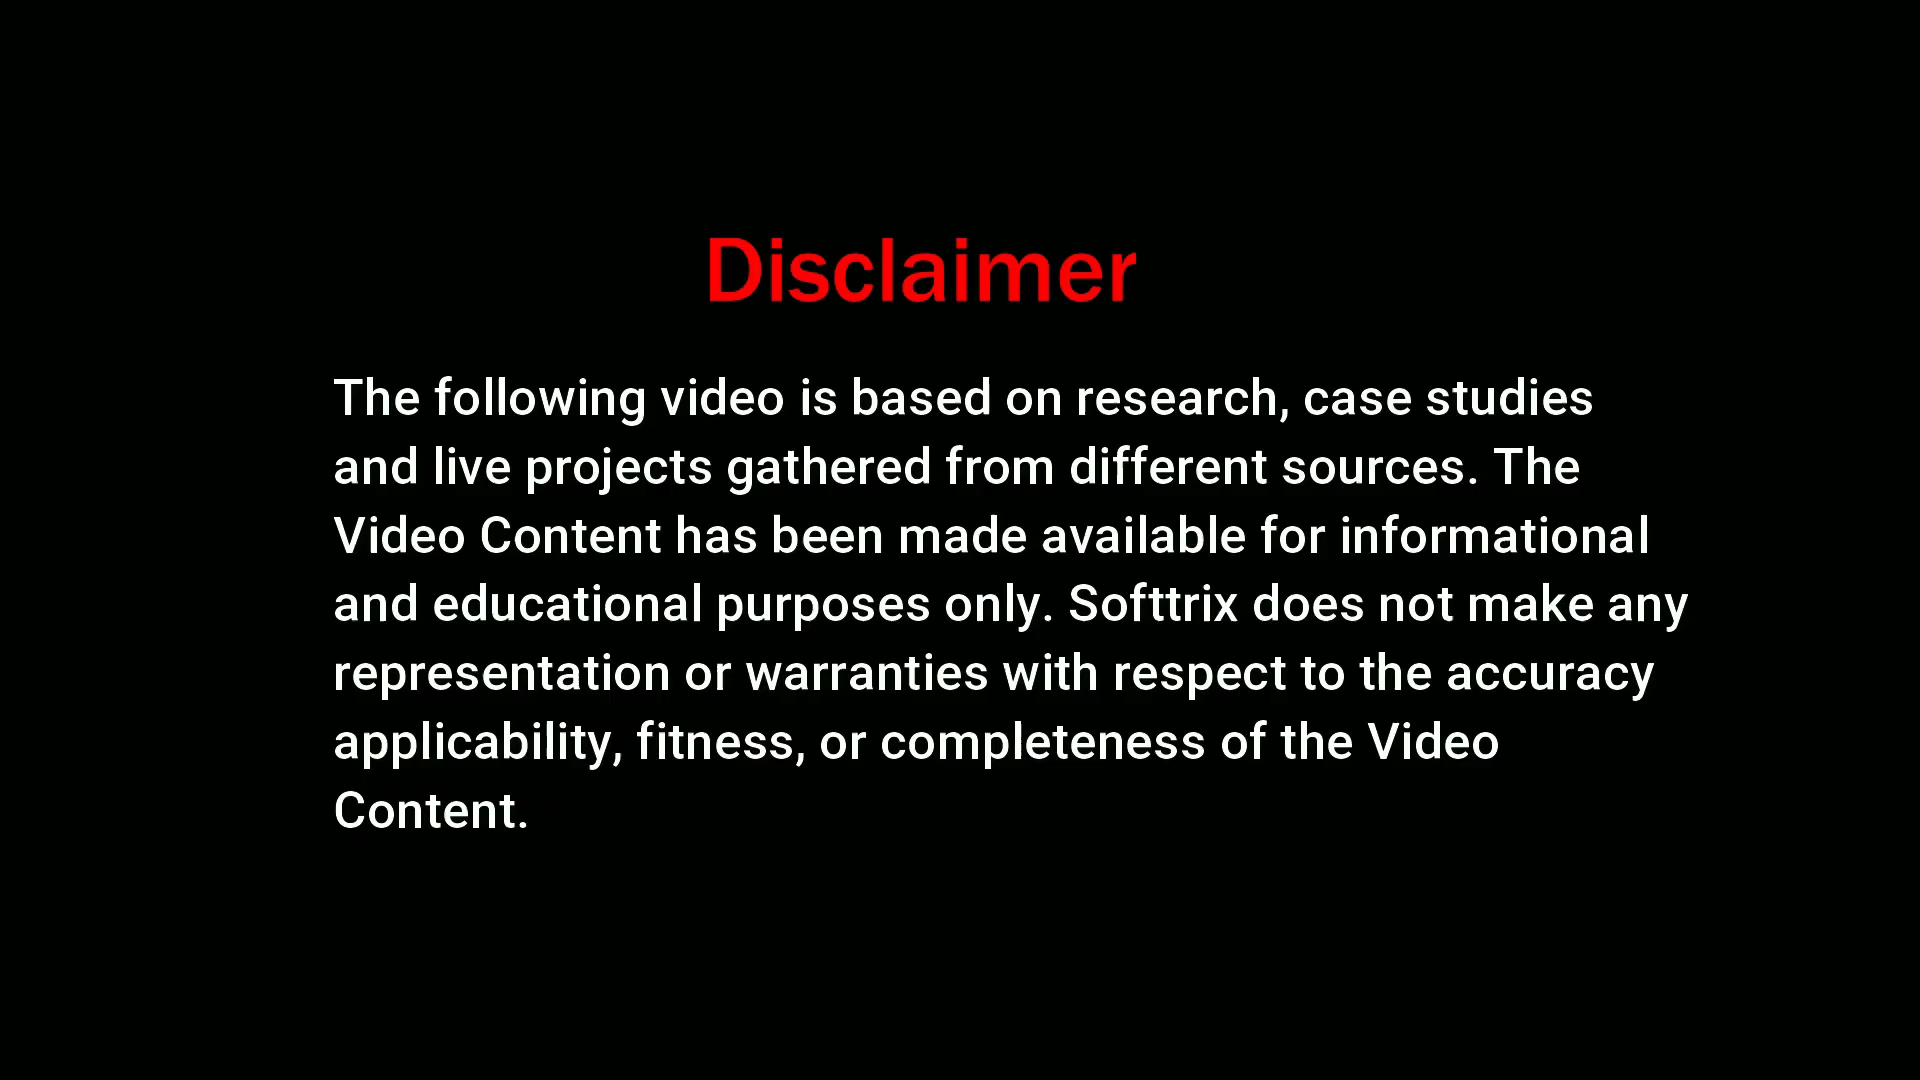 Disclaimer
The following video is based on research, case studies
and live projects gathered from different sources. The
Video Content has been made available for informational
and educational purposes only. Softtrix does not make any
representation or warranties with respect to the accuracy
applicability, fitness, or completeness of the Video
Content.